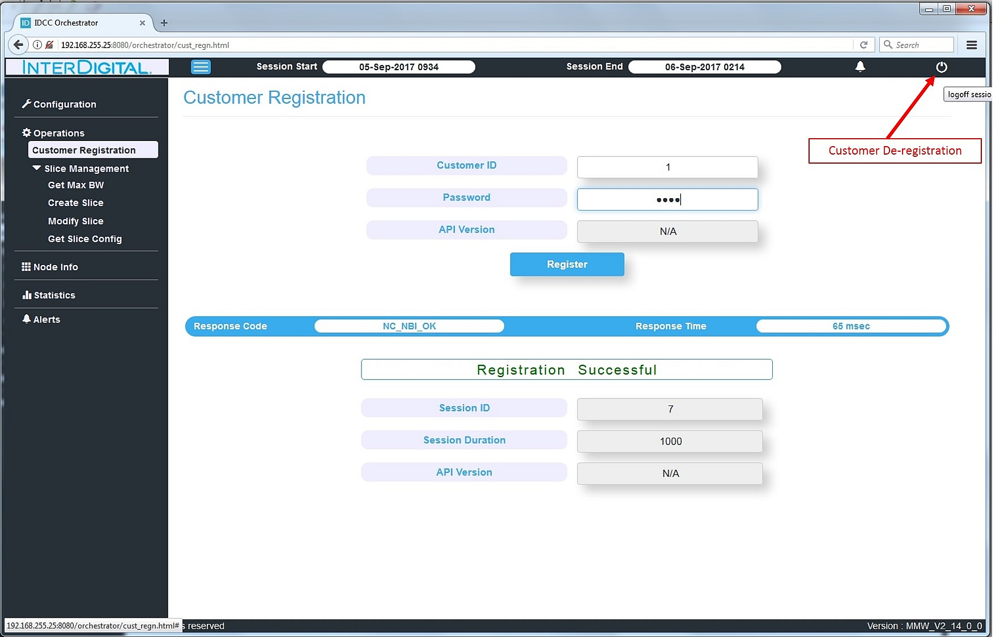 ID IDCC Orchestrator
192.168.255.25:8080/orchestrator/cust_regn.html
Search
INTERDIGITAL.
Session Start 05-Sep-2017 0934 Session End 06-Sep-2017 0214
logoff sessio
Customer De-registration
Configuration
Operations
Customer Registration
Slice Management
Get Max BW
Create Slice
Modify Slice
Get Slice Config
Node Info
Statistics
Alerts
Customer Registration
Customer ID 1
Password ••••
API Version N/A
Register
Response Code NC_NBI_OK Response Time 65 msec
Registration Successful
Session ID 7
Session Duration 1000
API Version N/A
192.168.255.25:8080/orchestrator/cust_regn.html# s reserved
Version : MMW_V2_14_0_0